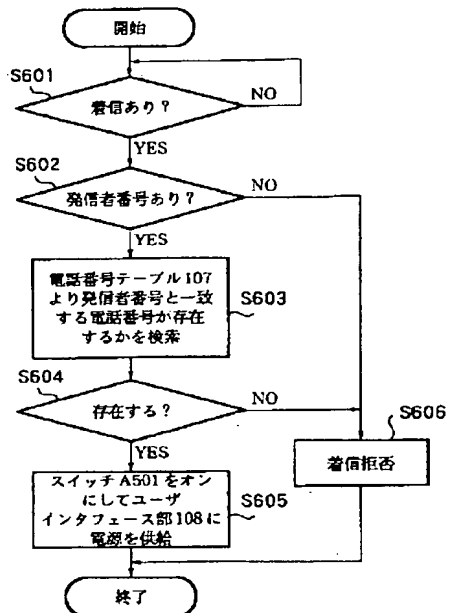 開始
S601
着信あり?
NO
YES
S602
発信者番号あり?
NO
YES
電話番号テーブル107
より発信者番号と一致
する電話番号が存在
するかを検索
S603
S604
存在する?
NO
YES
S606
着信拒否
スイッチA501をオン
にしてユーザ
インタフェース部108に
電源を供給
S605
終了